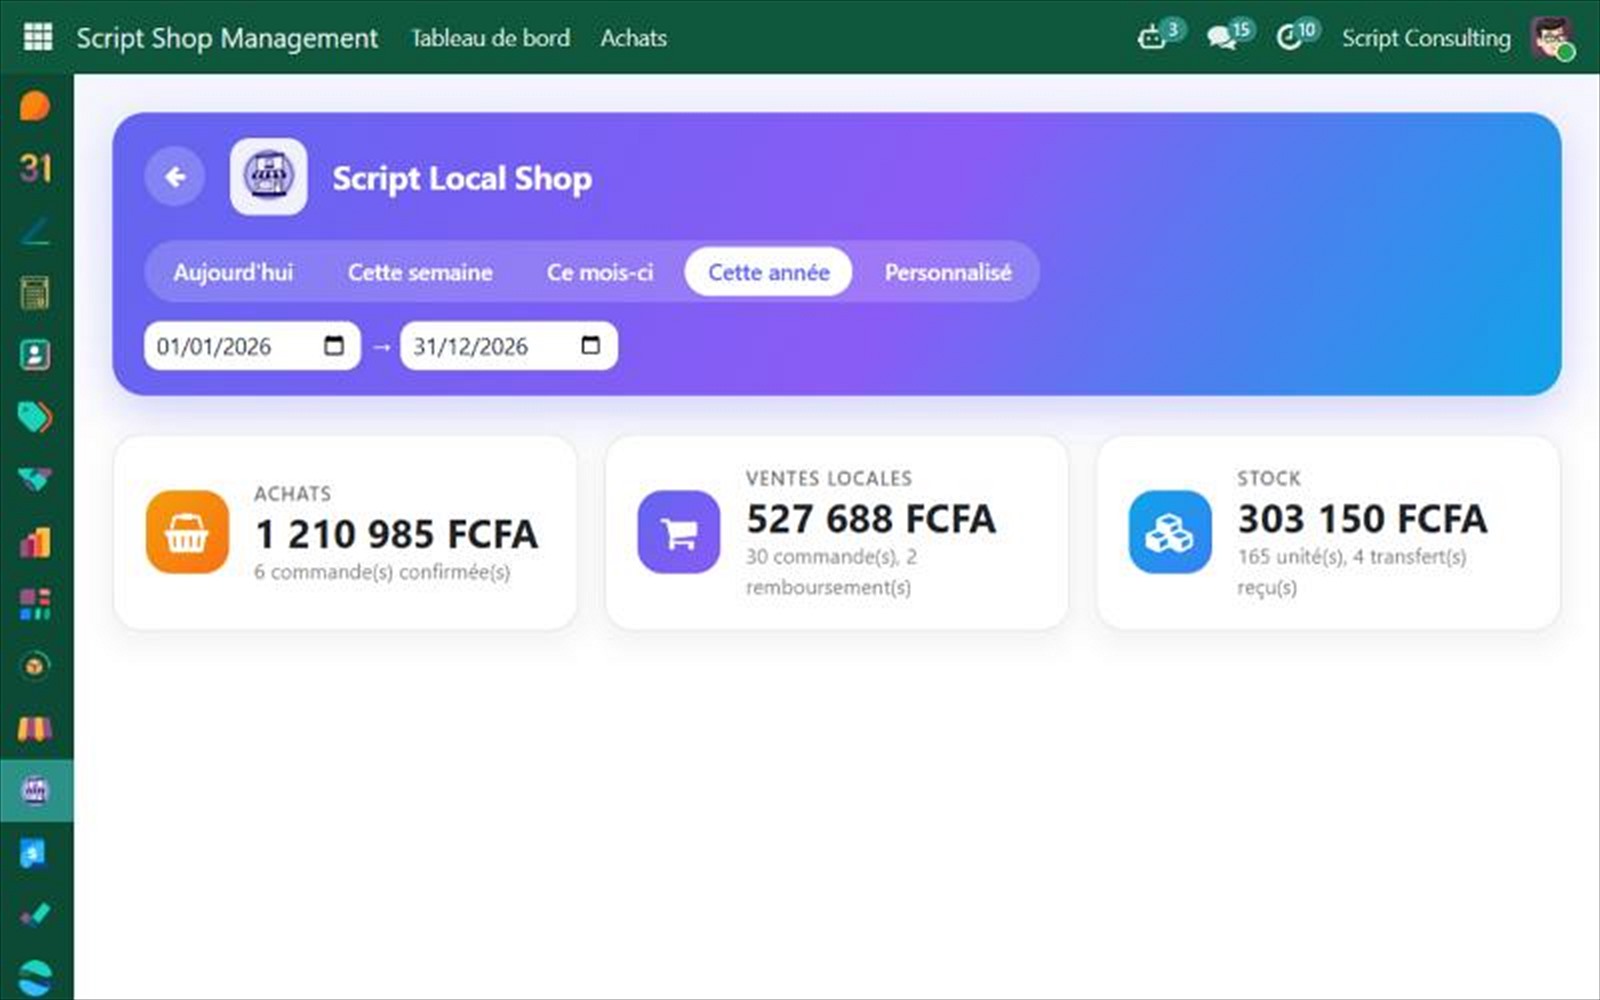 Script Shop Management Tableau de bord Achats 3 15 10 Script Consulting
31
Script Local Shop
Aujourd'hui Cette semaine Ce mois-ci Cette année Personnalisé
01/01/2026 → 31/12/2026
ACHATS
1 210 985 FCFA
6 commande(s) confirmée(s)
VENTES LOCALES
527 688 FCFA
30 commande(s), 2
remboursement(s)
STOCK
303 150 FCFA
165 unité(s), 4 transfert(s)
reçu(s)